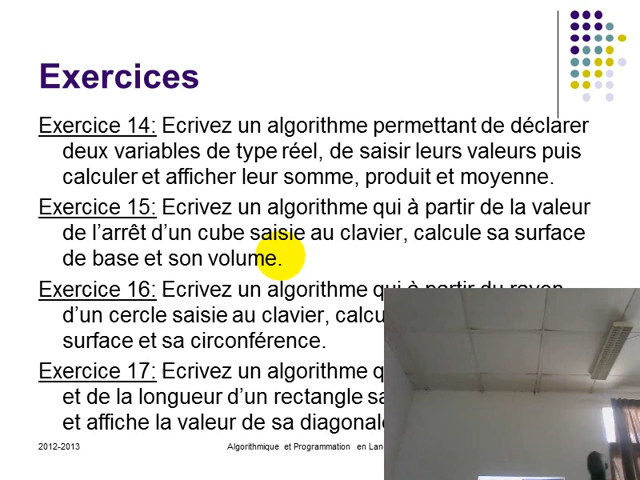 Exercices
Exercice 14: Ecrivez un algorithme permettant de déclarer
deux variables de type réel, de saisir leurs valeurs puis
calculer et afficher leur somme, produit et moyenne.
Exercice 15: Ecrivez un algorithme qui à partir de la valeur
de l’arrêt d’un cube saisie au clavier, calcule sa surface
de base et son volume.
Exercice 16: Ecrivez un algorithme qui à partir du rayon
d’un cercle saisie au clavier, calcu
surface et sa circonférence.
Exercice 17: Ecrivez un algorithme q
et de la longueur d’un rectangle sa
et affiche la valeur de sa diagonale
2012-2013
Algorithmique et Programmation en Lan